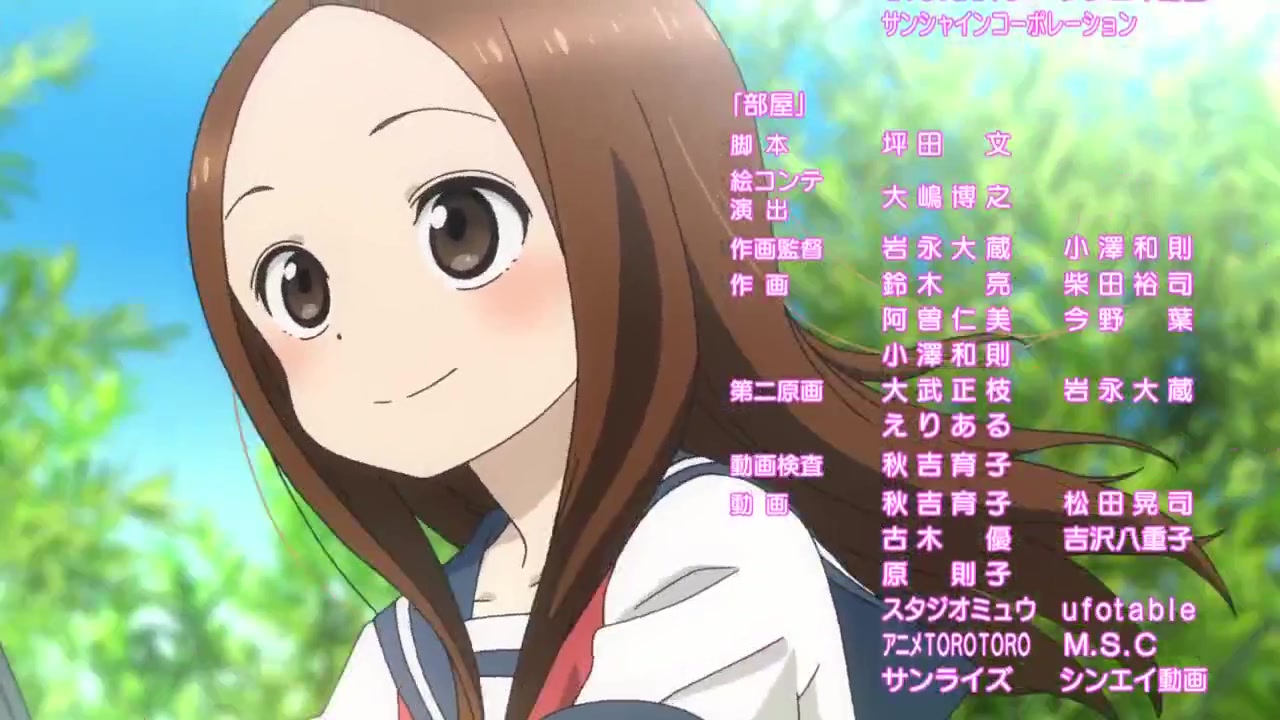 サンシャインコーポレーション
「部屋」
脚本 坪田 文
絵コンテ
演出 大嶋博之
作画監督 岩永大蔵 小澤和則
作画 鈴木 亮 柴田裕司
阿曽仁美 今野 葉
小澤和則
第二原画 大武正枝 岩永大蔵
えりある
動画検査 秋吉育子
動画 秋吉育子 松田晃司
古木 優 吉沢八重子
原 則子
スタジオミュウ ufotable
アニメTOROTORO M.S.C
サンライズ シンエイ動画